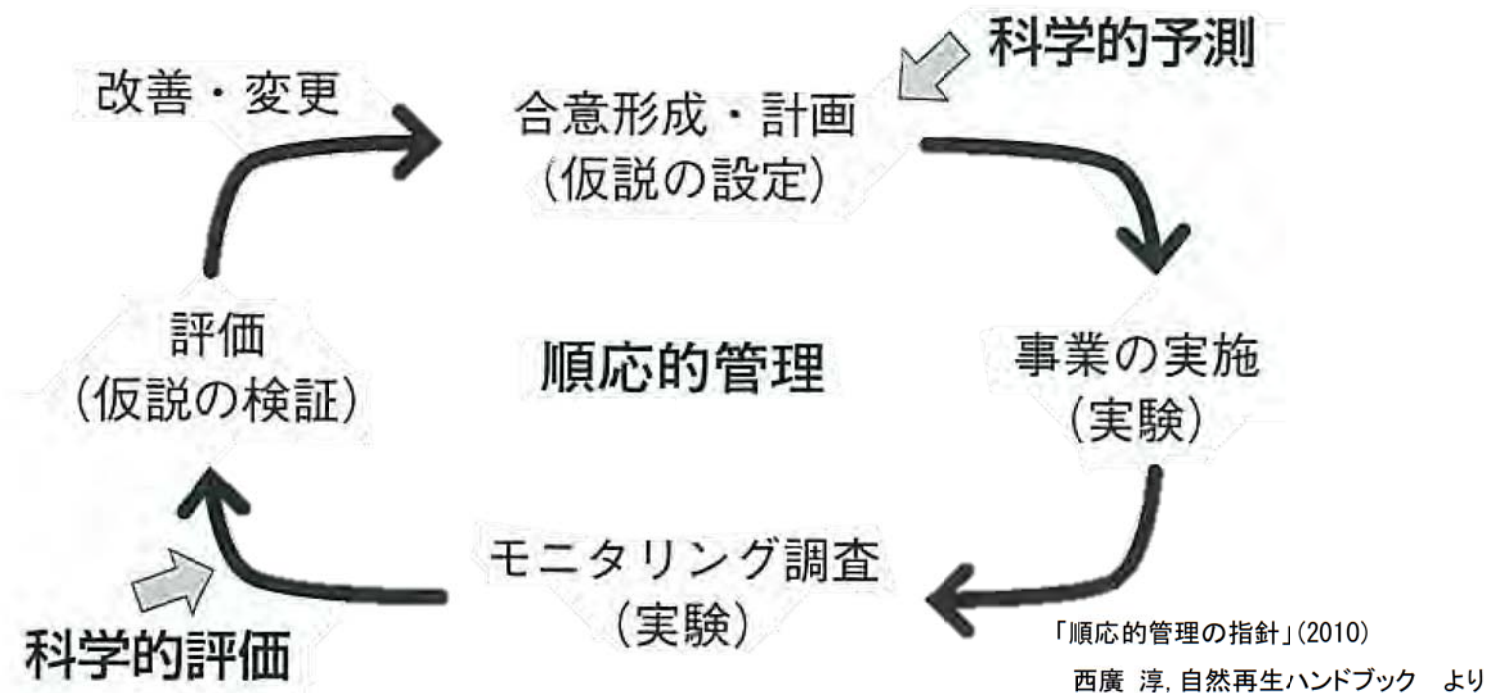 科学的予測
改善・変更
合意形成・計画
(仮説の設定)
評価
(仮説の検証)
順応的管理
事業の実施
(実験)
モニタリング調査
(実験)
科学的評価
「順応的管理の指針」(2010)
西廣 淳, 自然再生ハンドブック より